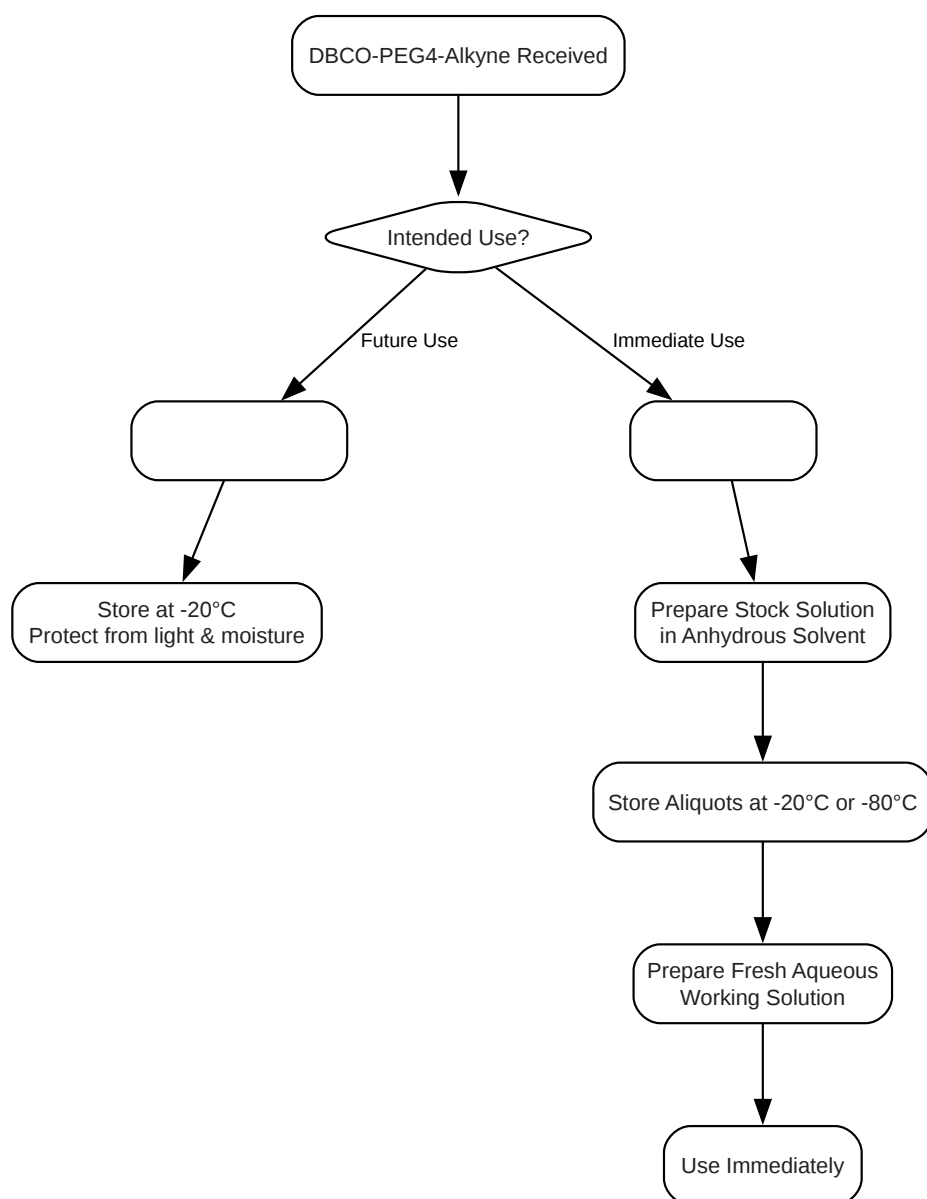 DBCO-PEG4-Alkyne Received
Intended Use?
Future Use
Immediate Use
Store at -20°C
Protect from light & moisture
Prepare Stock Solution
in Anhydrous Solvent
Store Aliquots at -20°C or -80°C
Prepare Fresh Aqueous
Working Solution
Use Immediately